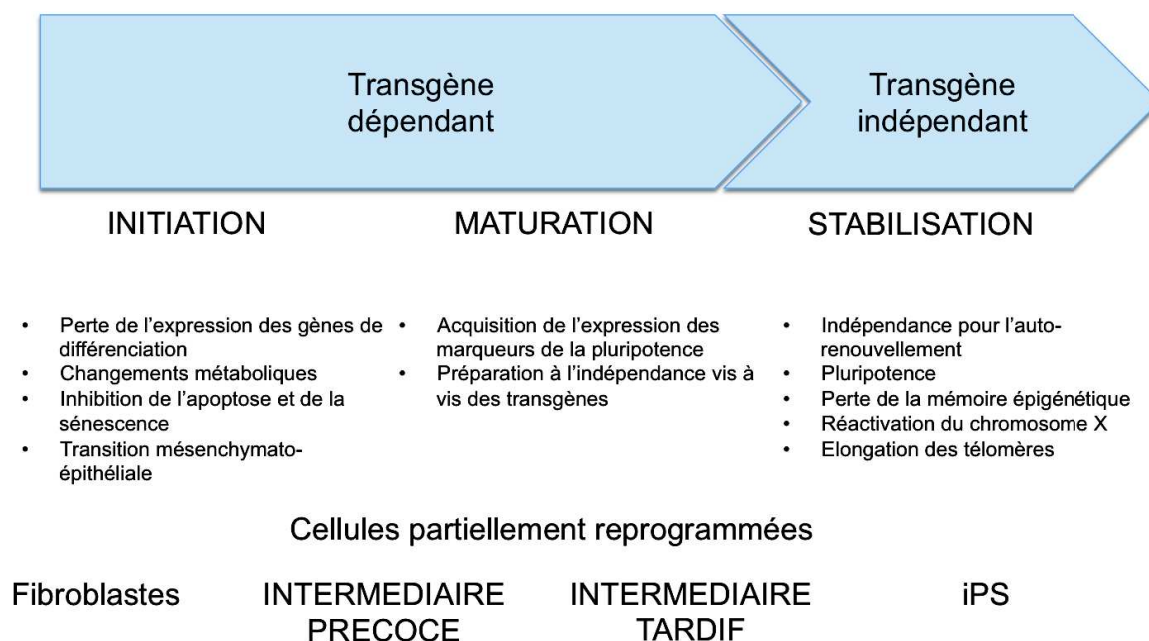 Transgène
dépendant
Transgène
indépendant
INITIATION
MATURATION
STABILISATION
• Perte de l'expression des gènes de
différenciation
• Changements métaboliques
• Inhibition de l'apoptose et de la
sénescence
• Transition mésenchymato-
épithéliale
• Acquisition de l'expression des
marqueurs de la pluripotence
• Préparation à l'indépendance vis à
vis des transgènes
• Indépendance pour l'auto-
renouvellement
• Pluripotence
• Perte de la mémoire épigénétique
• Réactivation du chromosome X
• Elongation des télomères
Cellules partiellement reprogrammées
Fibroblastes
INTERMEDIAIRE
PRECOCE
INTERMEDIAIRE
TARDIF
iPS